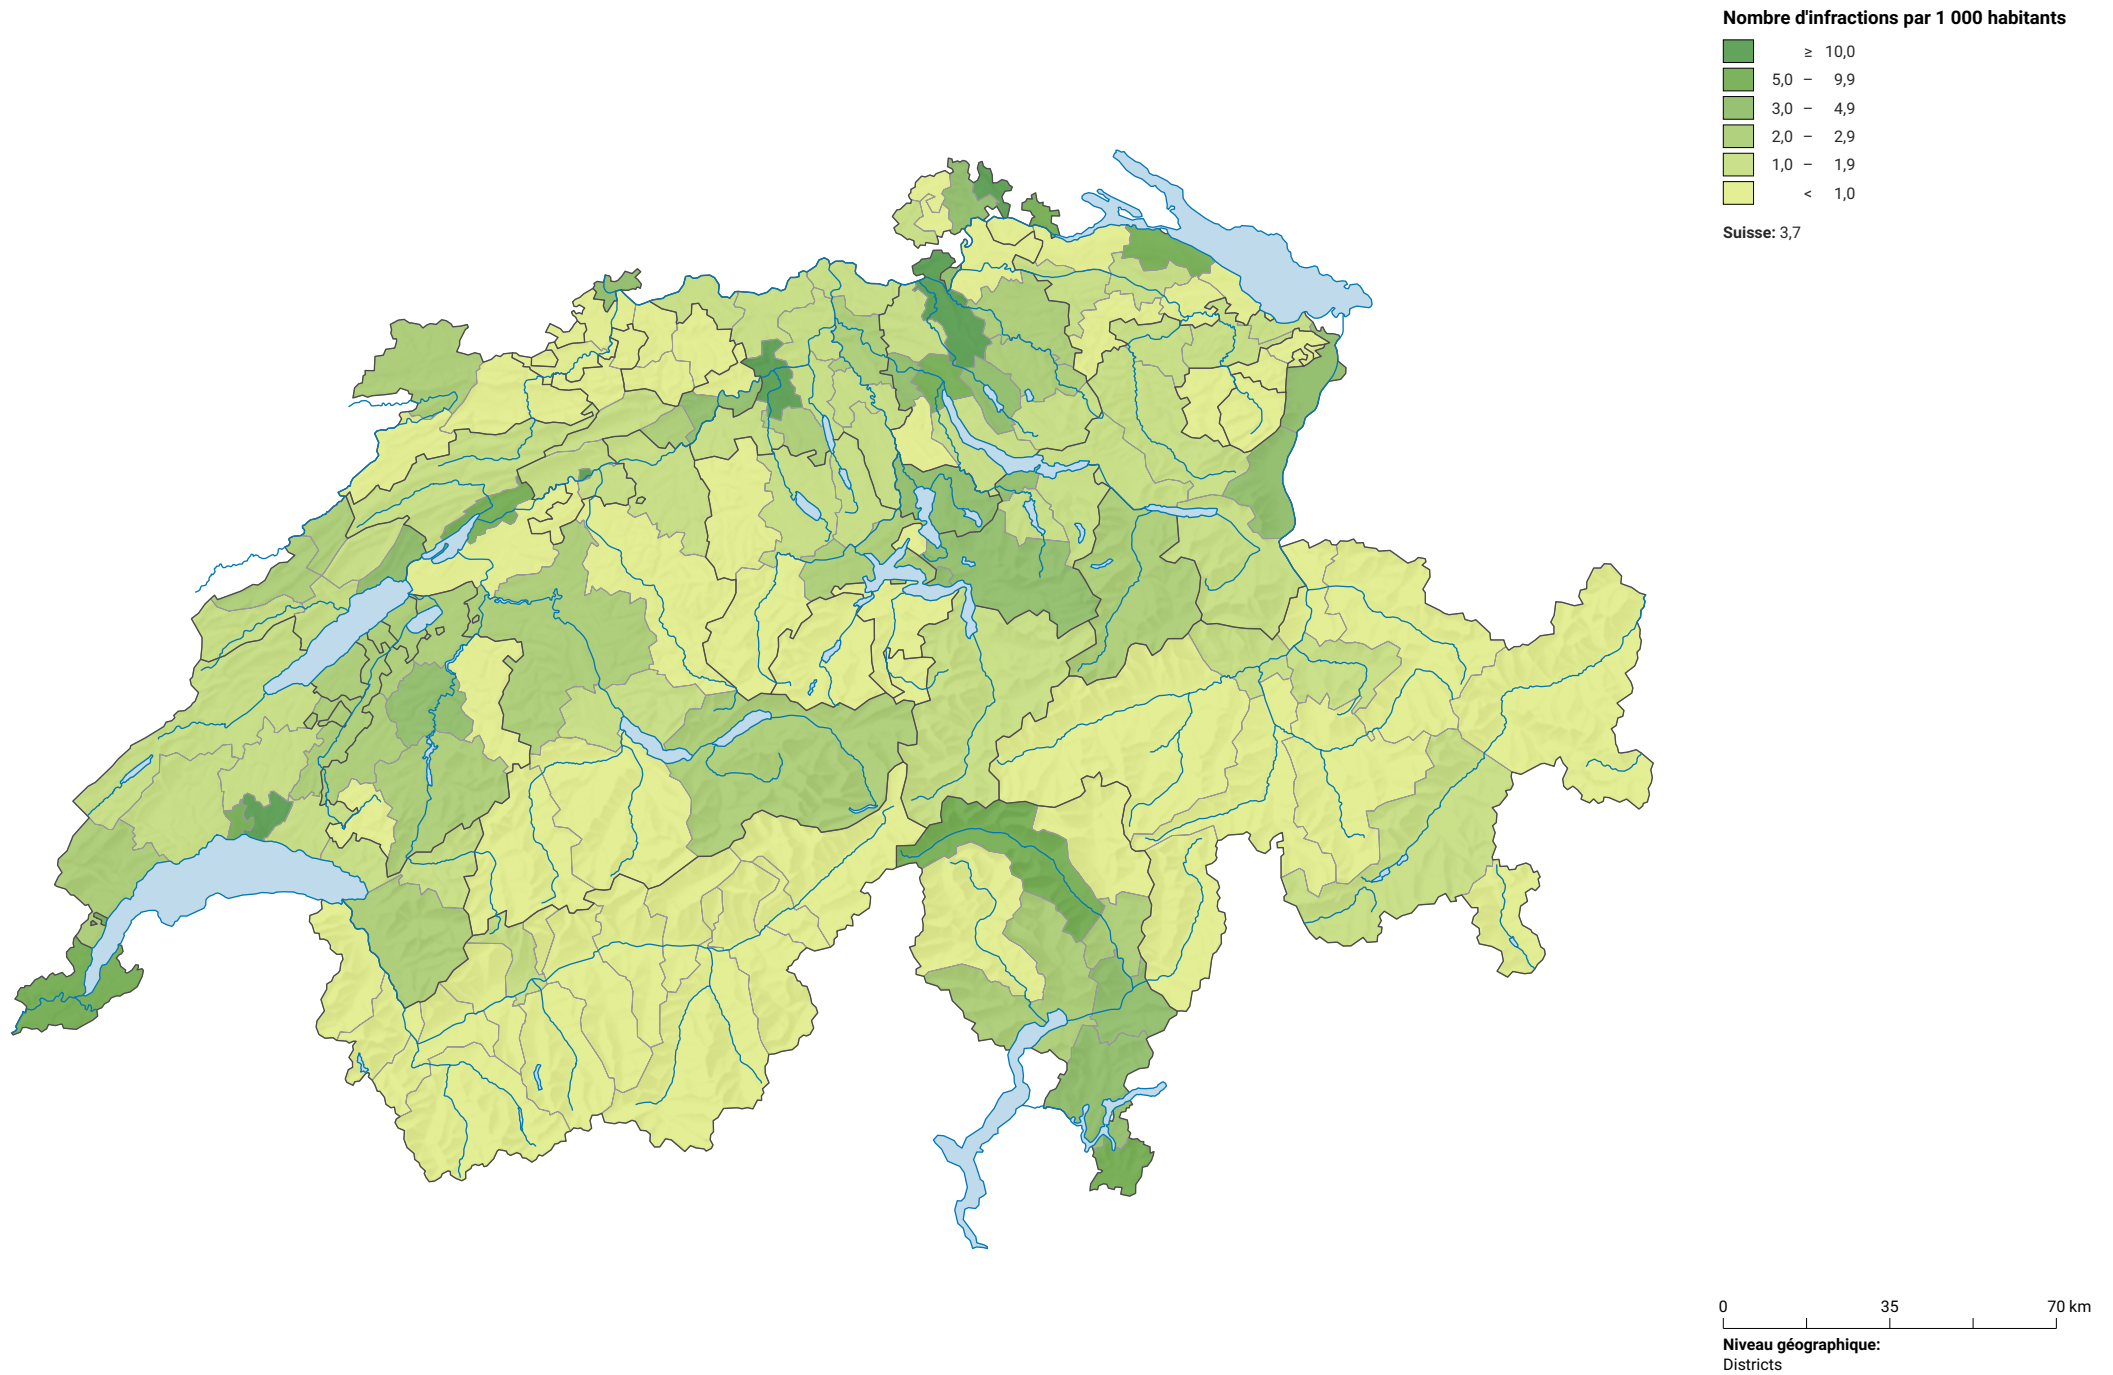 Nombre d'infractions par 1 000 habitants
≥ 10,0
5,0 – 9,9
3,0 – 4,9
2,0 – 2,9
1,0 – 1,9
< 1,0
Suisse: 3,7
0 35 70 km
Niveau géographique:
Districts